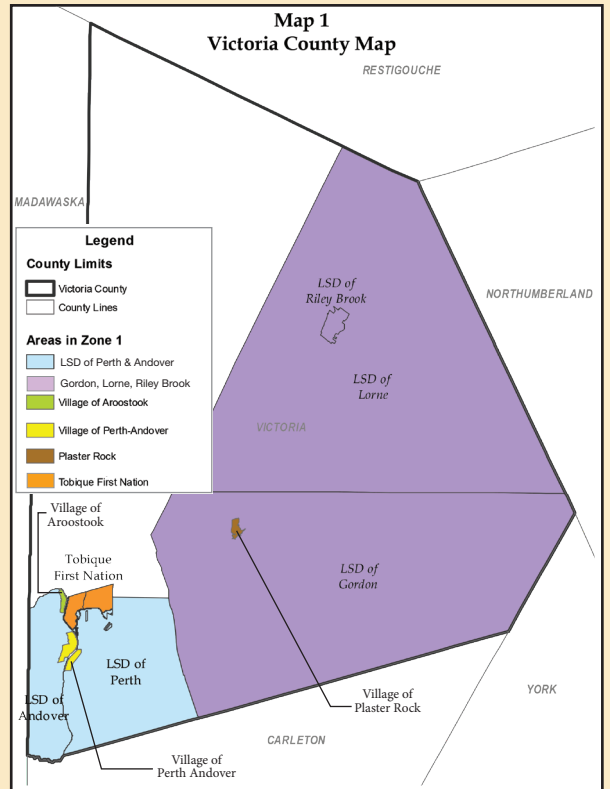 Map 1
Victoria County Map
RESTIGOUCHE
MADAWASKA
Legend
County Limits
Victoria County
County Lines
Areas in Zone 1
LSD of Perth & Andover
Gordon, Lorne, Riley Brook
Village of Aroostook
Village of Perth-Andover
Plaster Rock
Tobique First Nation
LSD of
Riley Brook
NORTHUMBERLAND
LSD of
Lorne
VICTORIA
Village of
Aroostook
Tobique
First Nation
LSD of
Gordon
LSD of
Perth
LSD of
Andover
Village of
Plaster Rock
YORK
CARLETON
Village of
Perth Andover